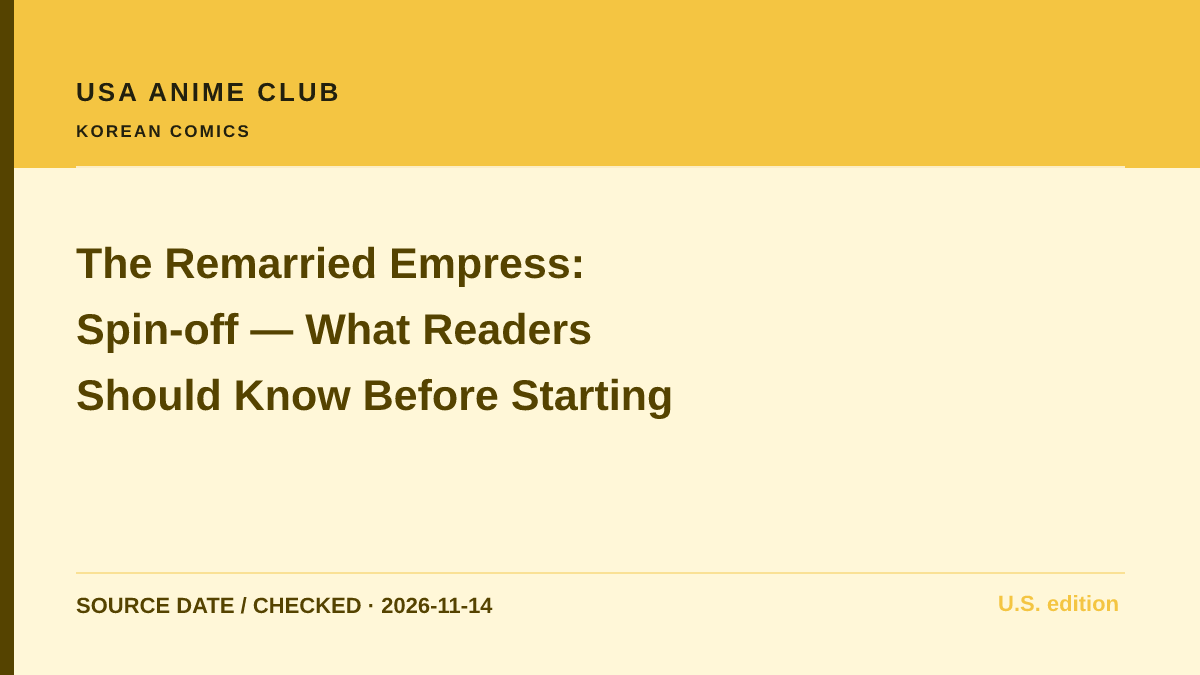 USA ANIME CLUB
KOREAN COMICS
The Remarried Empress:
Spin-off — What Readers
Should Know Before Starting
SOURCE DATE / CHECKED · 2026-11-14
U.S. edition